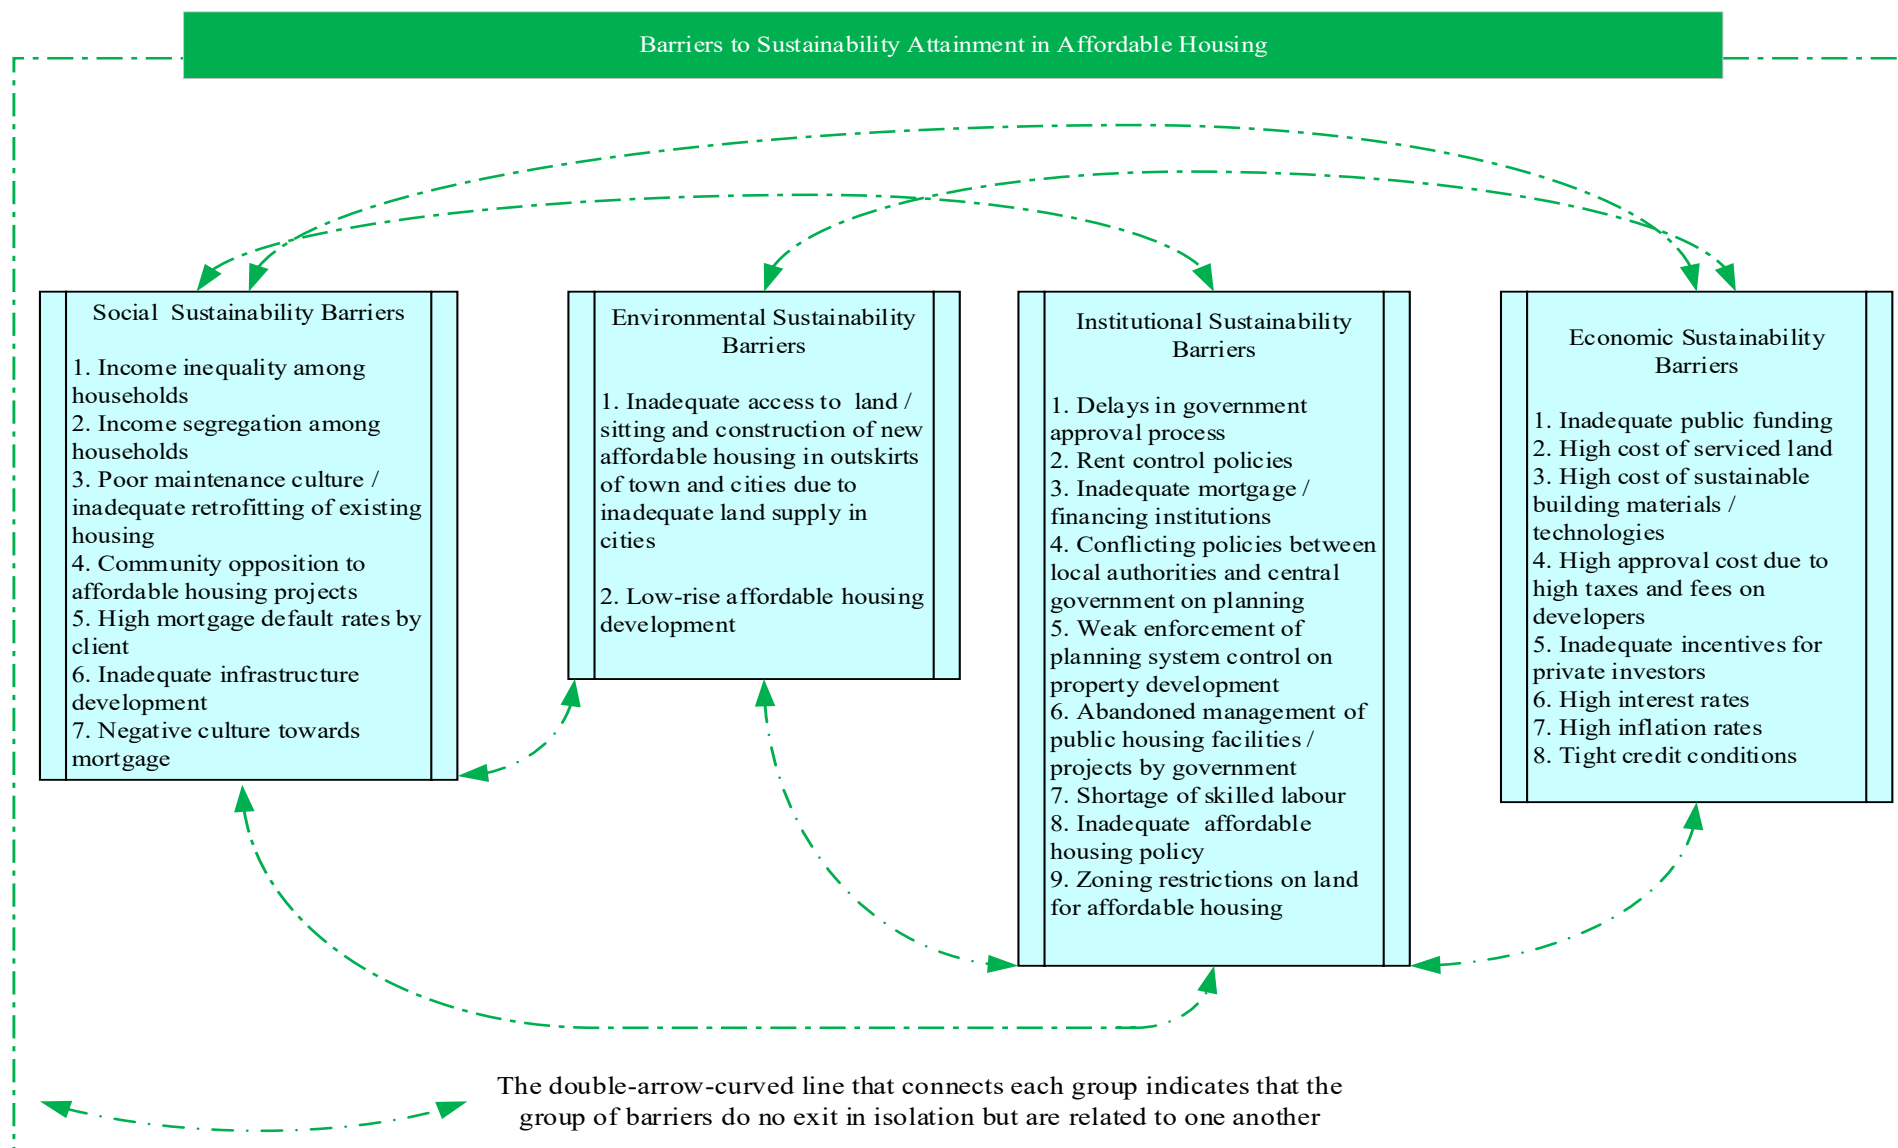 Barriers to Sustainability Attainment in Affordable Housing
Social Sustainability Barriers
1. Income inequality among
households
2. Income segregation among
households
3. Poor maintenance culture /
inadequate retrofitting of existing
housing
4. Community opposition to
affordable housing projects
5. High mortgage default rates by
client
6. Inadequate infrastructure
development
7. Negative culture towards
mortgage
Environmental Sustainability
Barriers
1. Inadequate access to land /
sitting and construction of new
affordable housing in outskirts
of town and cities due to
inadequate land supply in
cities
2. Low-rise affordable housing
development
Institutional Sustainability
Barriers
1. Delays in government
approval process
2. Rent control policies
3. Inadequate mortgage /
financing institutions
4. Conflicting policies between
local authorities and central
government on planning
5. Weak enforcement of
planning system control on
property development
6. Abandoned management of
public housing facilities /
projects by government
7. Shortage of skilled labour
8. Inadequate affordable
housing policy
9. Zoning restrictions on land
for affordable housing
Economic Sustainability
Barriers
1. Inadequate public funding
2. High cost of serviced land
3. High cost of sustainable
building materials /
technologies
4. High approval cost due to
high taxes and fees on
developers
5. Inadequate incentives for
private investors
6. High interest rates
7. High inflation rates
8. Tight credit conditions
The double-arrow-curved line that connects each group indicates that the
group of barriers do no exit in isolation but are related to one another